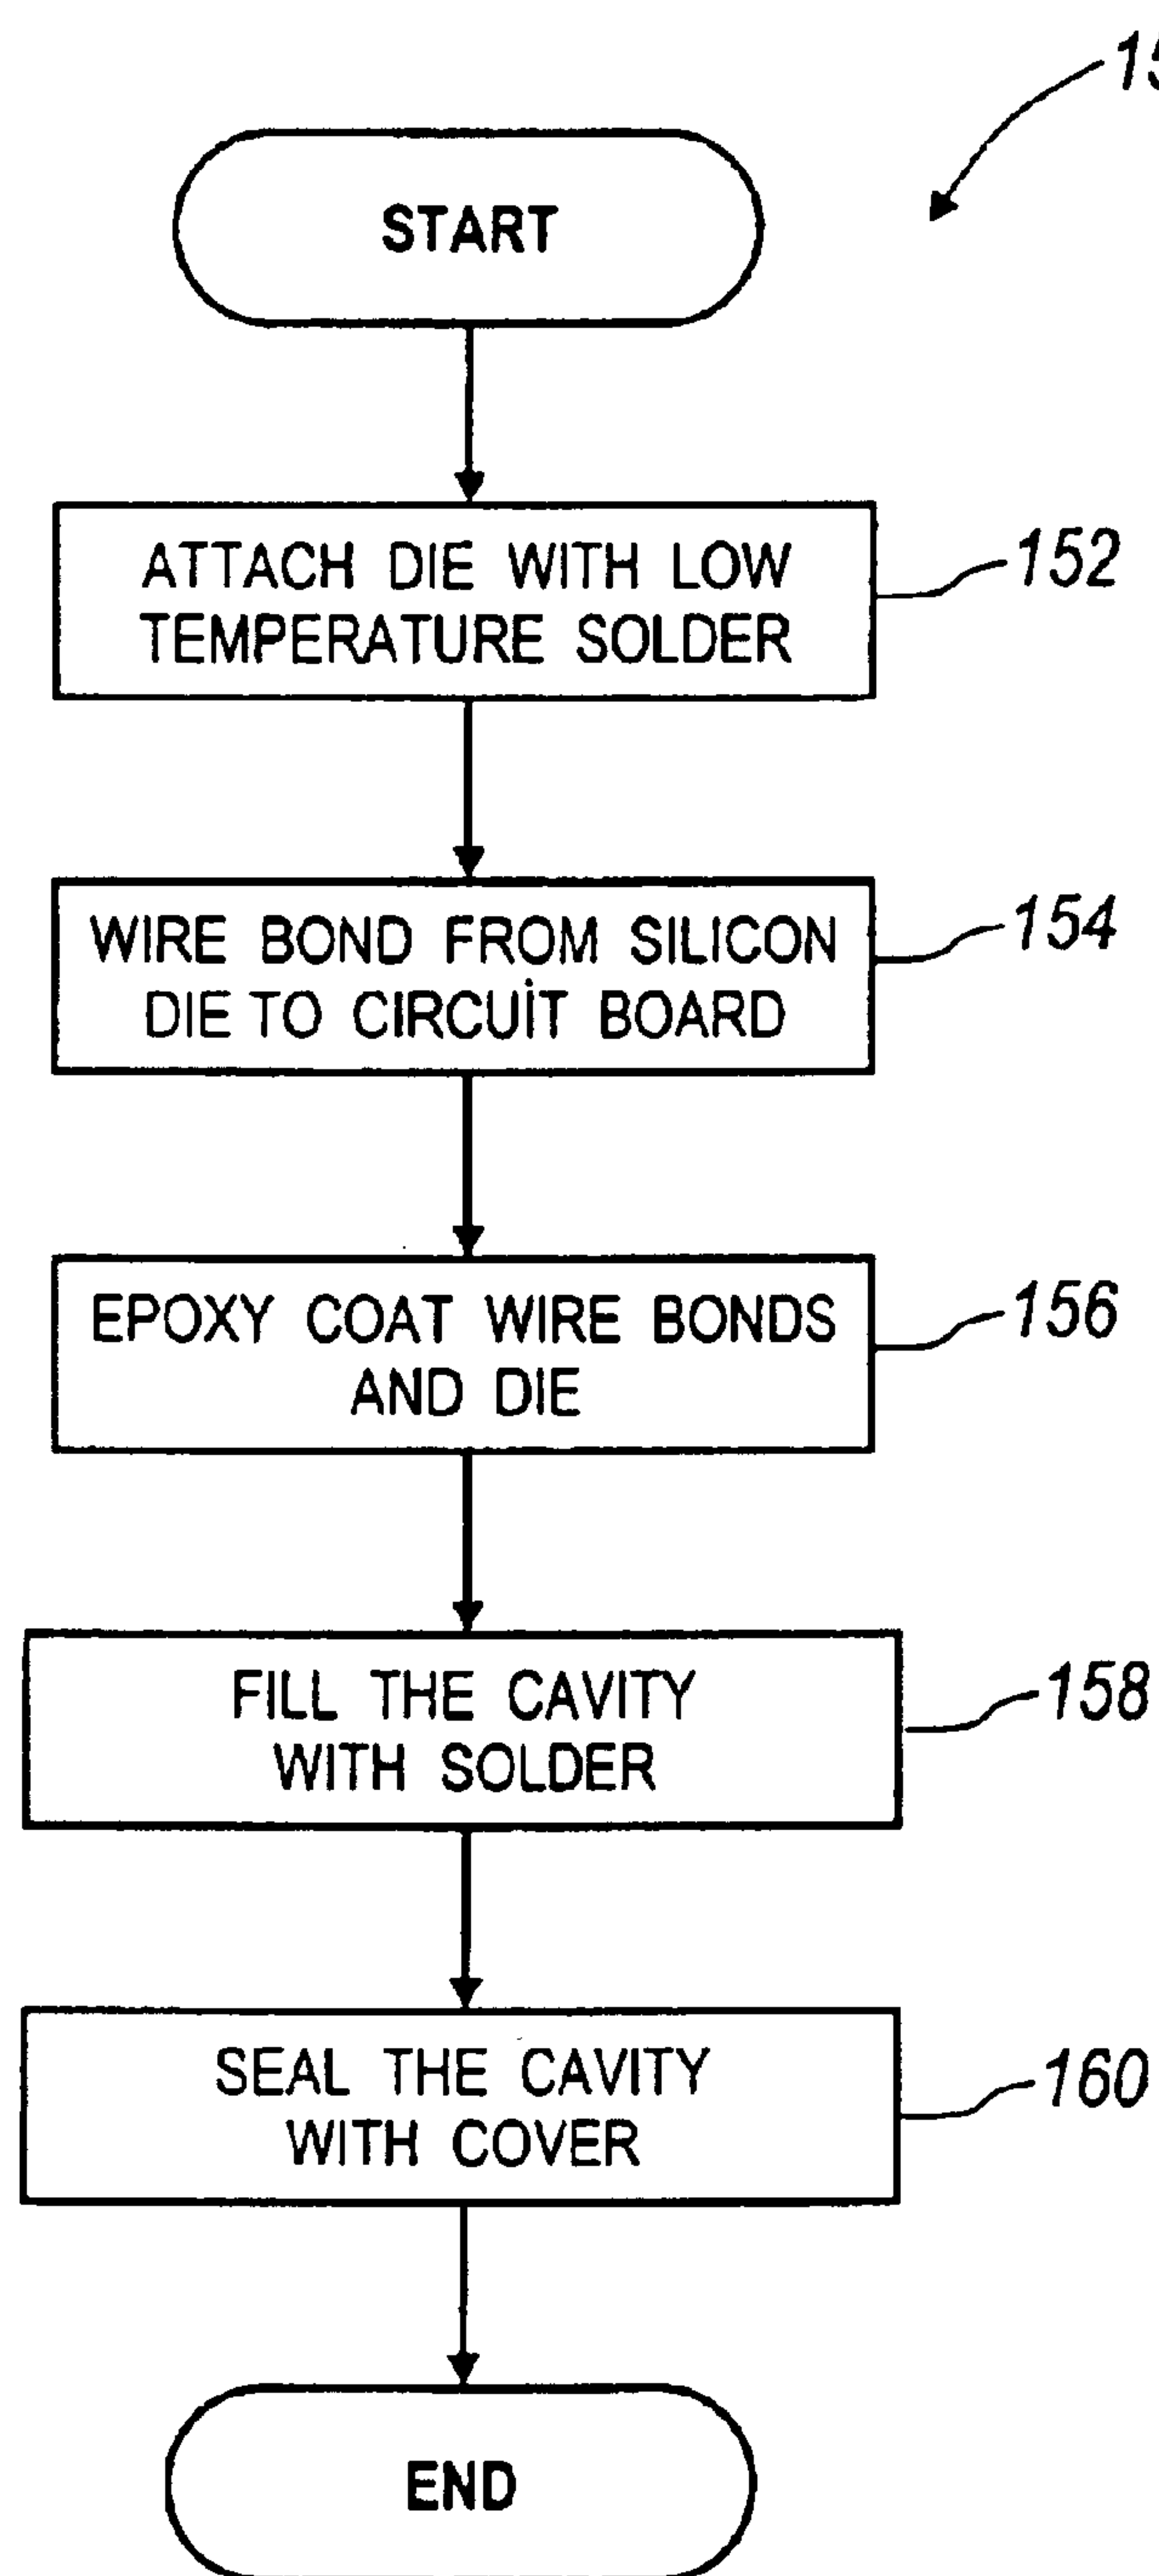 START
ATTACH DIE WITH LOW
TEMPERATURE SOLDER
152
WIRE BOND FROM SILICON
DIE TO CIRCUIT BOARD
154
EPOXY COAT WIRE BONDS
AND DIE
156
FILL THE CAVITY
WITH SOLDER
158
SEAL THE CAVITY
WITH COVER
160
END